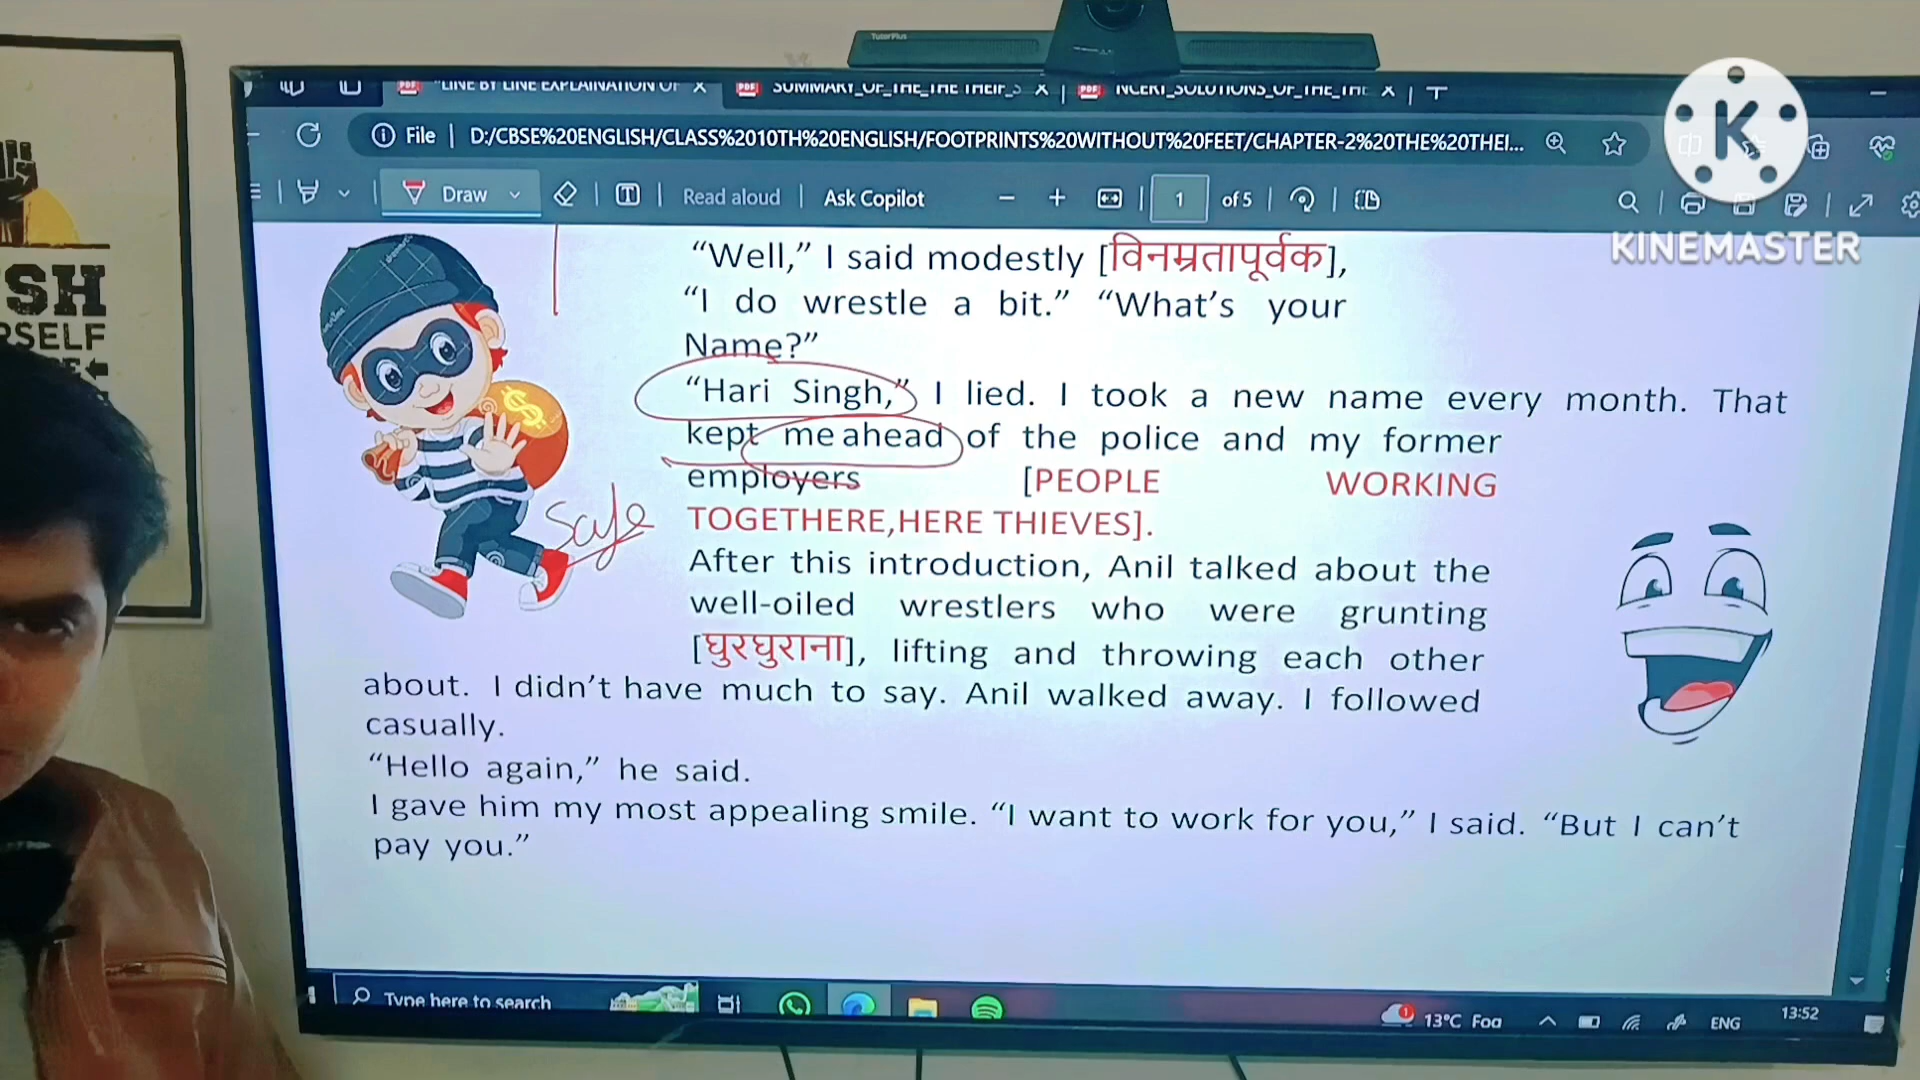 TutorPlus
"LINE BY LINE EXPLAINATION OF
SUMMARY_OF_THE_THE THEIF_S
NCERT_SOLUTIONS_OF_THE_THE
File
D:/CBSE%20ENGLISH/CLASS%2010TH%20ENGLISH/FOOTPRINTS%20WITHOUT%20FEET/CHAPTER-2%20THE%20THEI...
Draw
Read aloud
Ask Copilot
1 of 5
K
KINEMASTER
SH
RSELF
“Well,” I said modestly [विनम्रतापूर्वक],
“I do wrestle a bit.” “What’s your
Name?”
“Hari Singh,” I lied. I took a new name every month. That
kept me ahead of the police and my former
employers [PEOPLE WORKING
TOGETHERE,HERE THIEVES].
Safe
After this introduction, Anil talked about the
well-oiled wrestlers who were grunting
[घुरघुराना], lifting and throwing each other
about. I didn’t have much to say. Anil walked away. I followed
casually.
“Hello again,” he said.
I gave him my most appealing smile. “I want to work for you,” I said. “But I can’t
pay you.”
Type here to search
13°C Fog
ENG
13:52